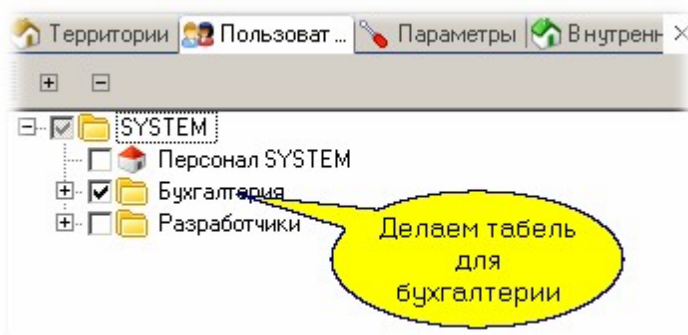 Территории Пользоват ... Параметры Внутренн
SYSTEM
Персонал SYSTEM
Бухгалтерия
Разработчики
Делаем табель
для
бухгалтерии